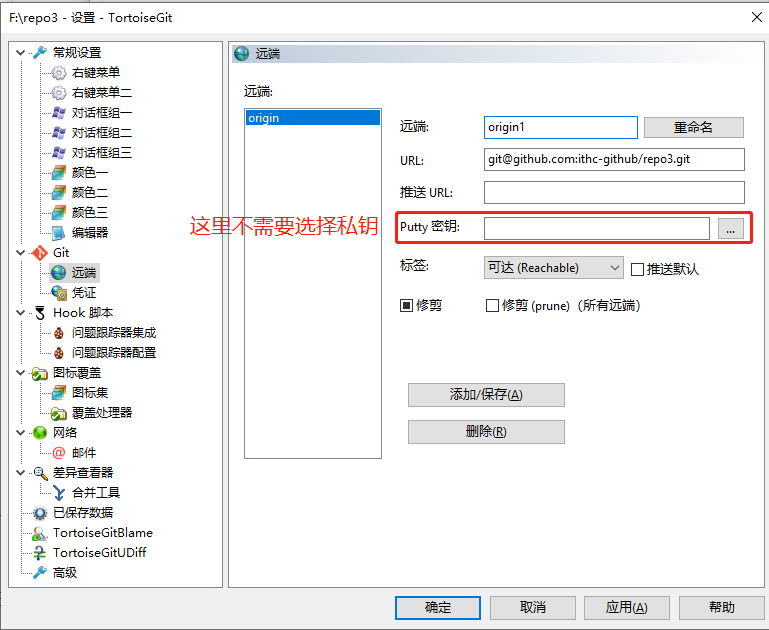 F:\repo3 - 设置 - TortoiseGit
常规设置
右键菜单
右键菜单二
对话框组一
对话框组二
对话框组三
颜色一
颜色二
颜色三
编辑器
Git
远端
凭证
Hook 脚本
问题跟踪器集成
问题跟踪器配置
图标覆盖
图标集
覆盖处理器
网络
邮件
差异查看器
合并工具
已保存数据
TortoiseGitBlame
TortoiseGitUDiff
高级
远端
远端:
origin
远端:
origin1
重命名
URL:
git@github.com:ithc-github/repo3.git
推送 URL:
这里不需要选择私钥
Putty 密钥:
...
标签:
可达 (Reachable)
推送默认
修剪
修剪 (prune)（所有远端）
添加/保存(A)
删除(R)
确定
取消
应用(A)
帮助